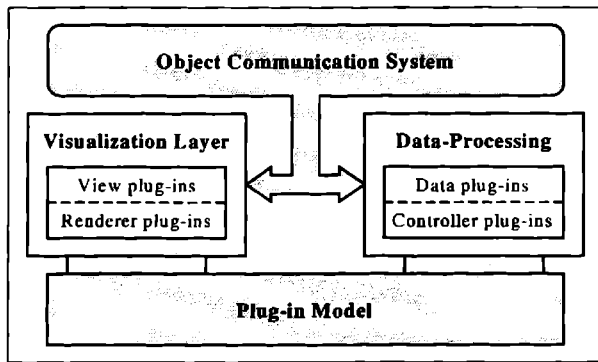 Object Communication System
Visualization Layer
View plug-ins
Renderer plug-ins
Data-Processing
Data plug-ins
Controller plug-ins
Plug-in Model